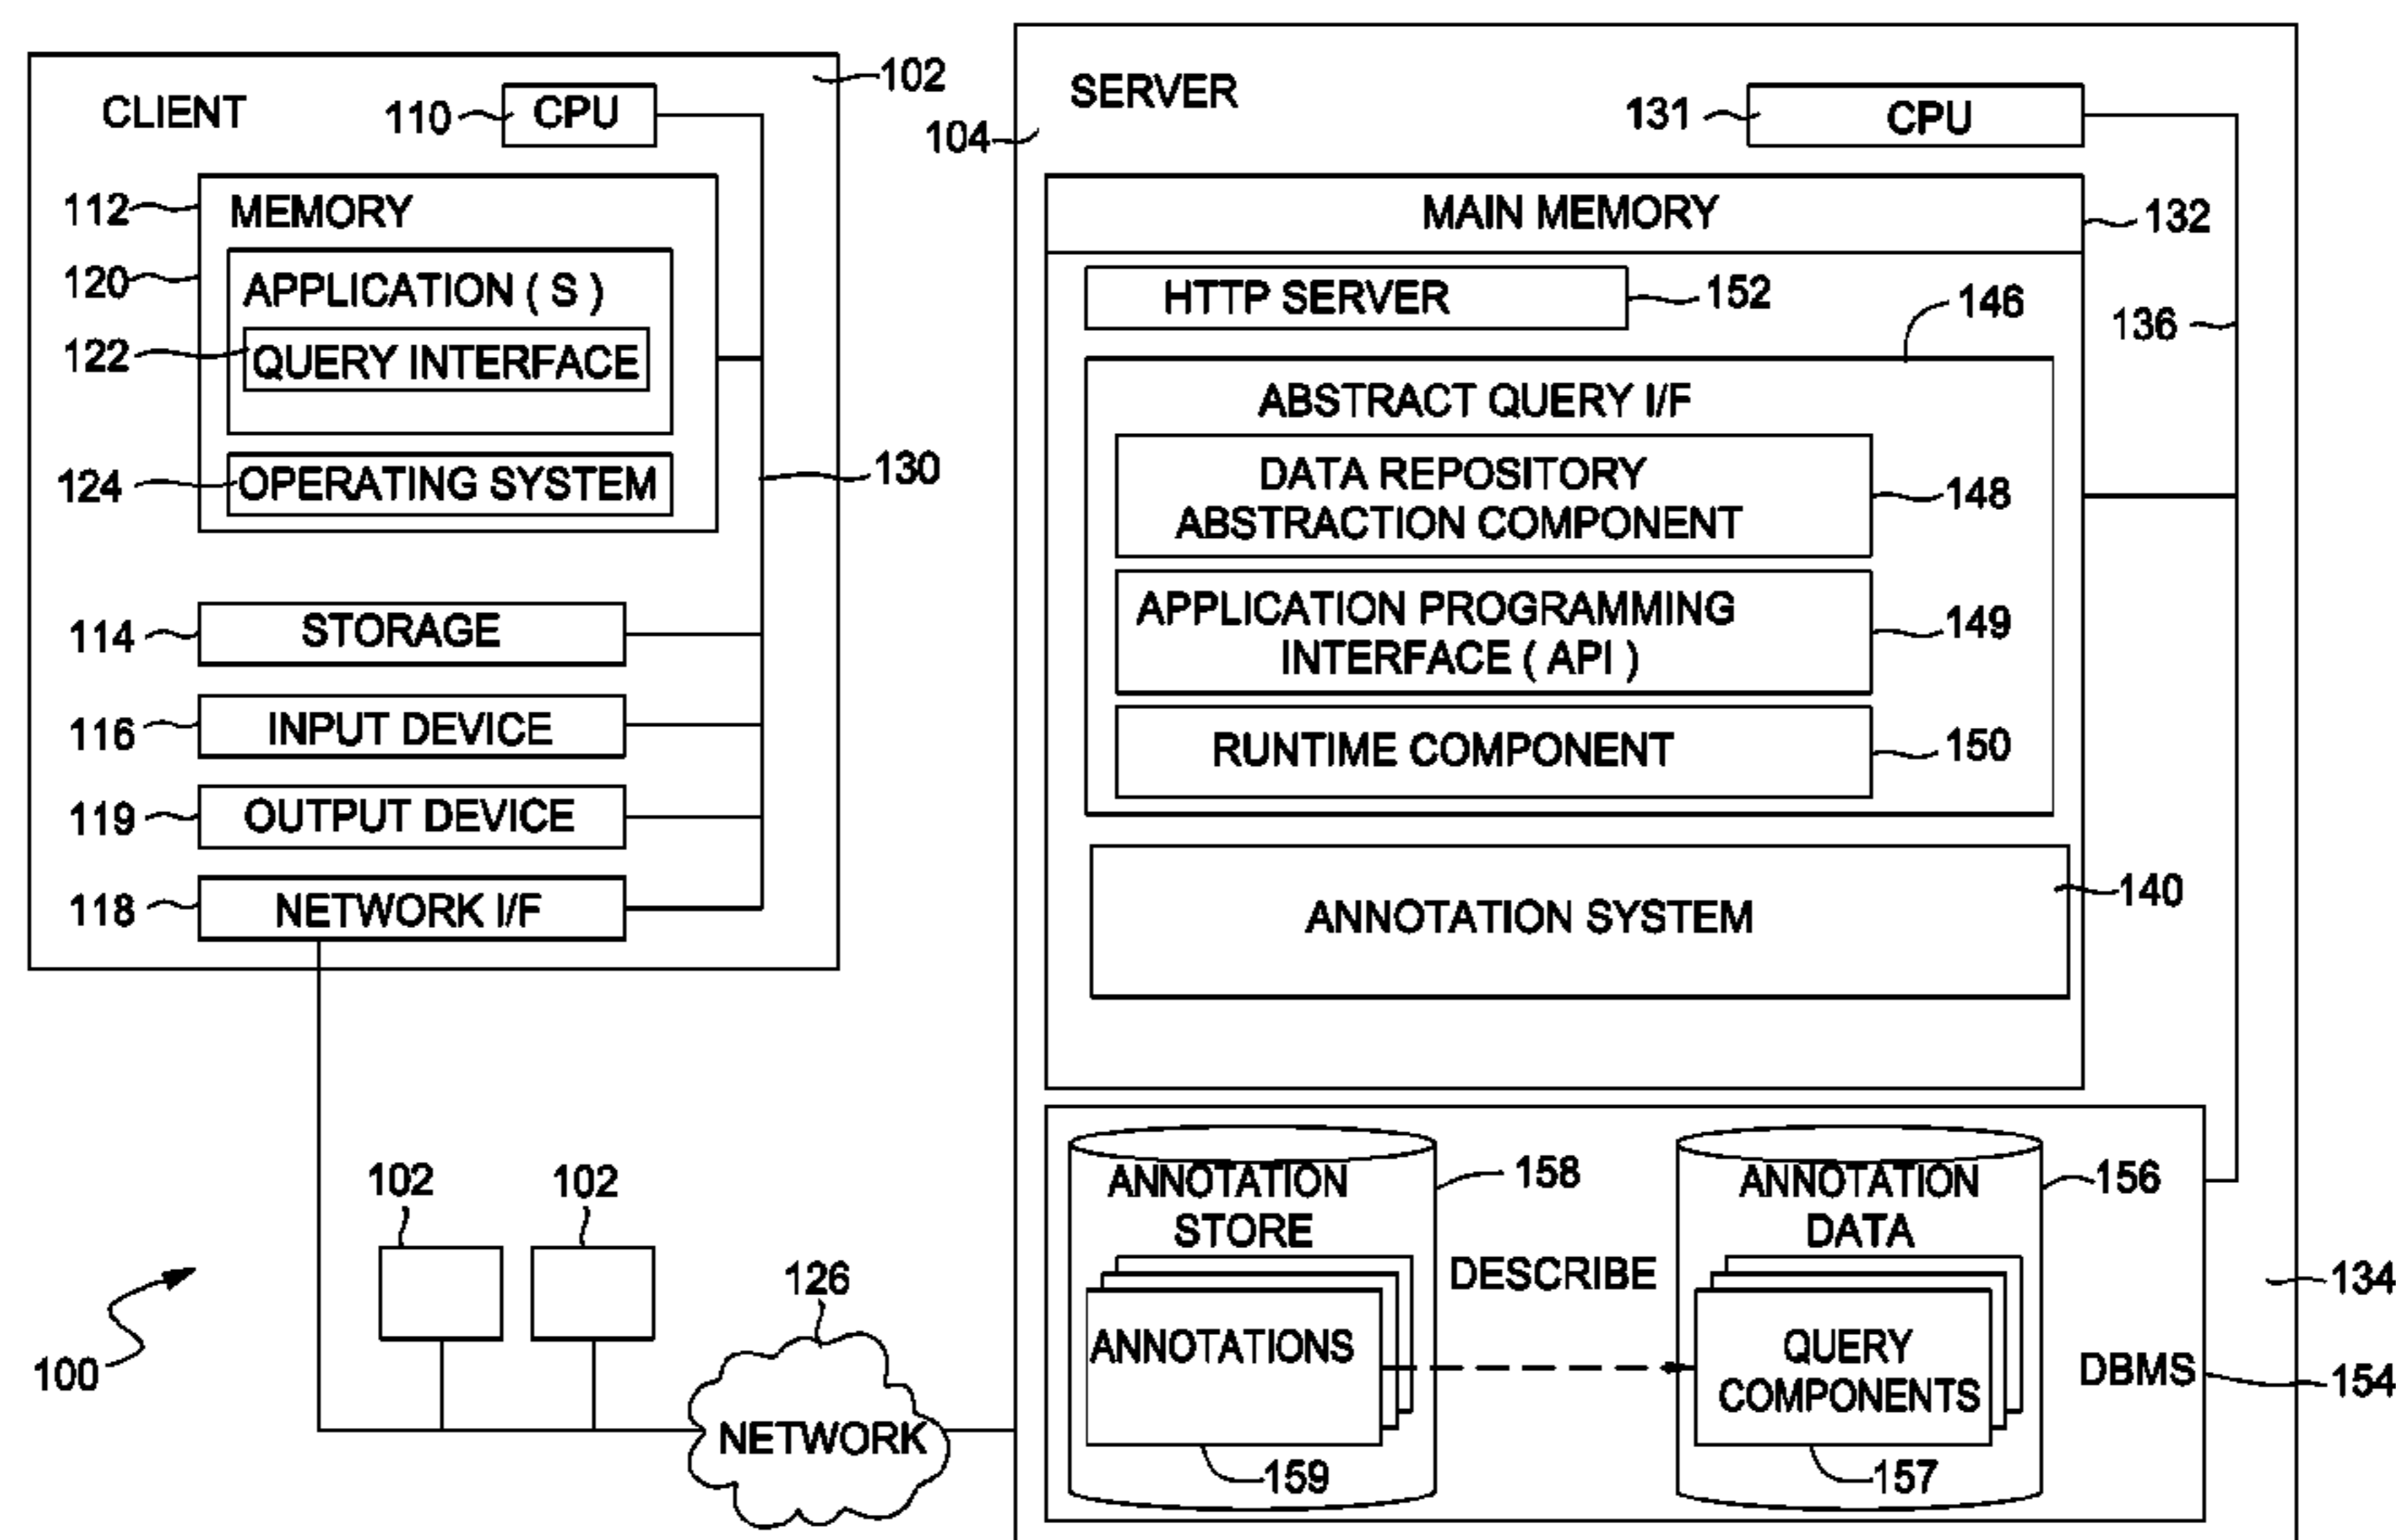 CLIENT
102
110
CPU
112
MEMORY
120
APPLICATION ( S )
122
QUERY INTERFACE
124
OPERATING SYSTEM
130
114
STORAGE
116
INPUT DEVICE
119
OUTPUT DEVICE
118
NETWORK I/F
102
102
100
126
NETWORK
104
SERVER
131
CPU
136
MAIN MEMORY
132
HTTP SERVER
152
146
ABSTRACT QUERY I/F
DATA REPOSITORY
ABSTRACTION COMPONENT
148
APPLICATION PROGRAMMING
INTERFACE ( API )
149
RUNTIME COMPONENT
150
ANNOTATION SYSTEM
140
ANNOTATION
STORE
158
ANNOTATIONS
159
DESCRIBE
ANNOTATION
DATA
156
QUERY
COMPONENTS
157
134
DBMS
154